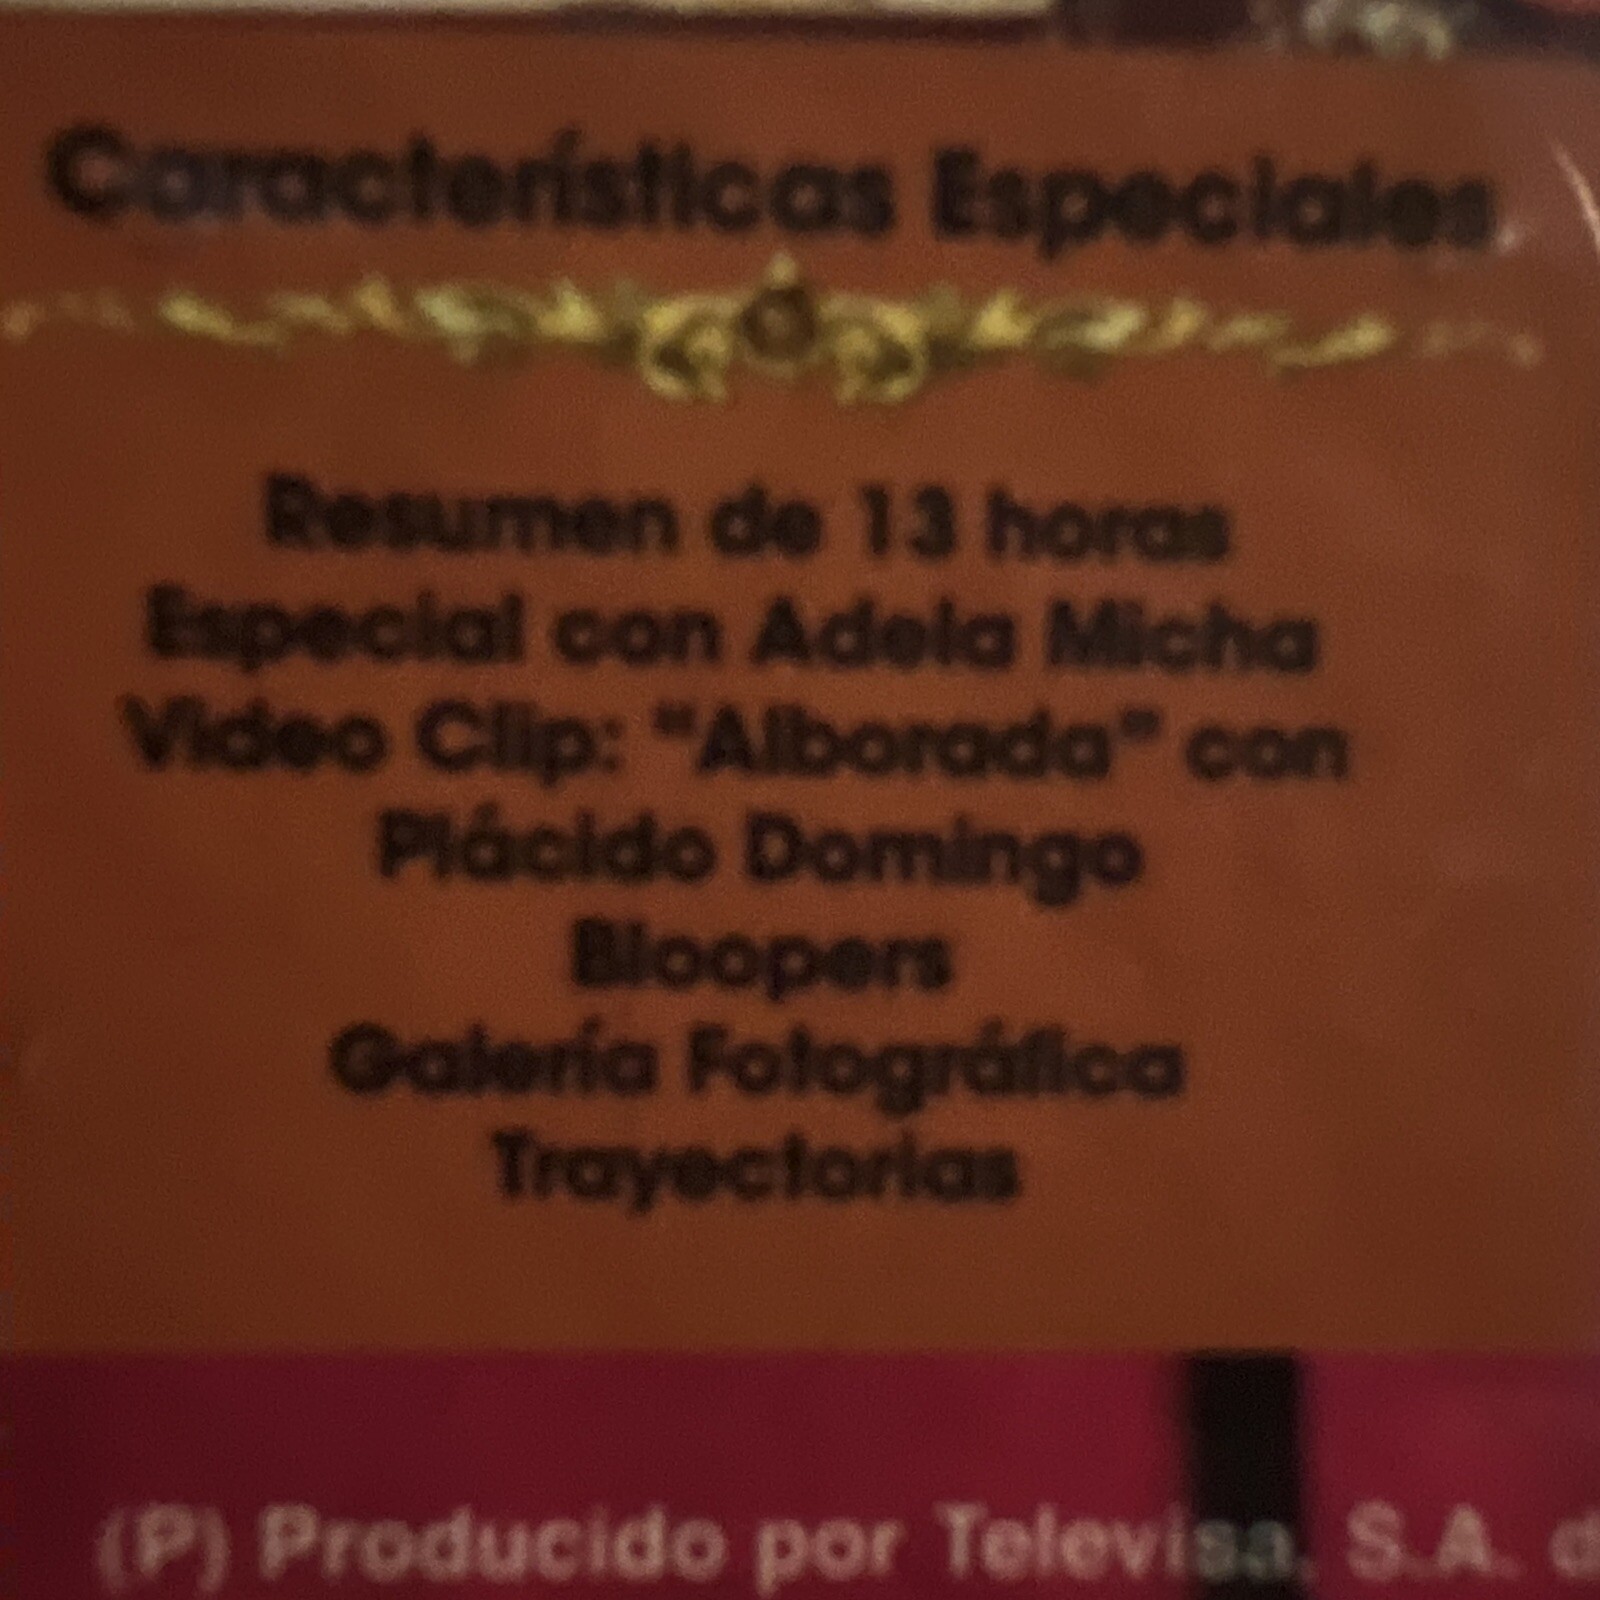 Características Especiales
Resumen de 13 horas
Especial con Adela Micha
Video Clip: "Alborada" con
Plácido Domingo
Bloopers
Galería Fotográfica
Trayectorias
(P) Producido por Televisa, S.A. d